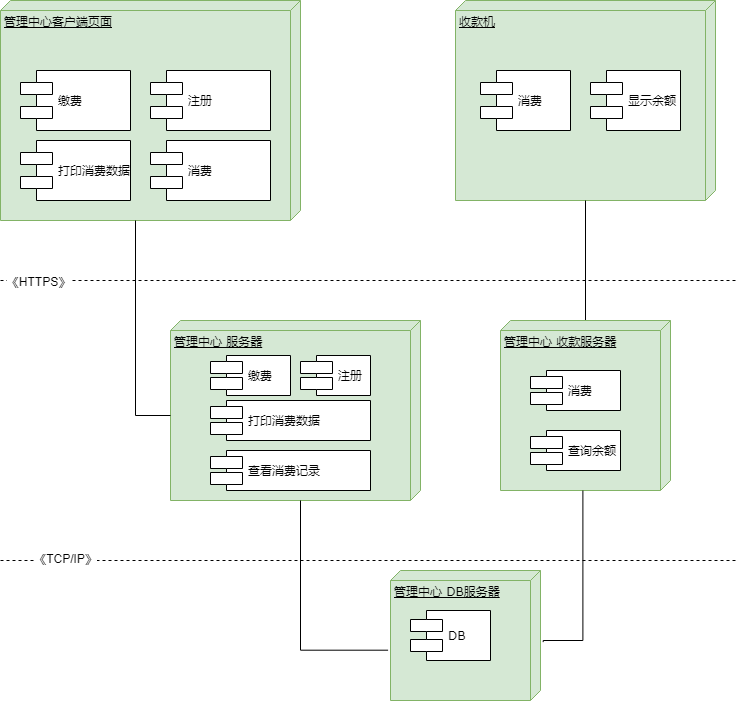 管理中心客户端页面
缴费
注册
打印消费数据
消费
收款机
消费
显示余额
《HTTPS》
管理中心 服务器
缴费
注册
打印消费数据
查看消费记录
管理中心 收款服务器
消费
查询余额
《TCP/IP》
管理中心 DB服务器
DB